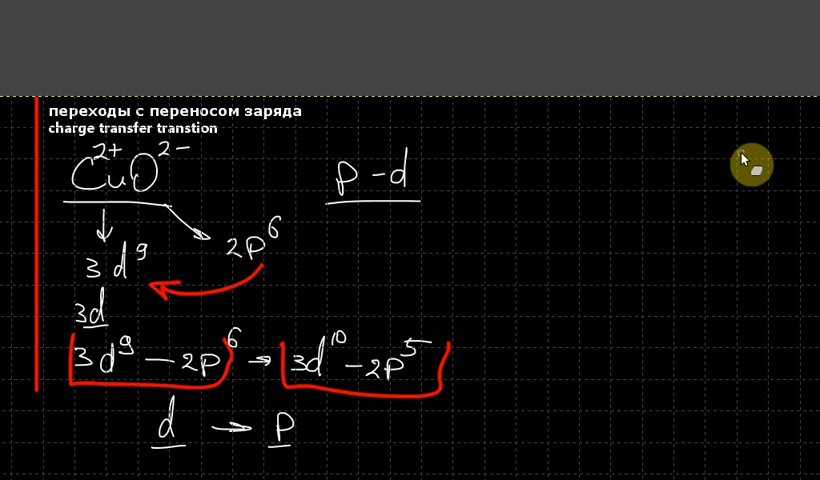 переходы с переносом заряда
charge transfer transtion
Cu²⁺O²⁻
p - d
3d⁹
2p⁶
3d
3d⁹ — 2p⁶ → 3d¹⁰ - 2p⁵
d → p